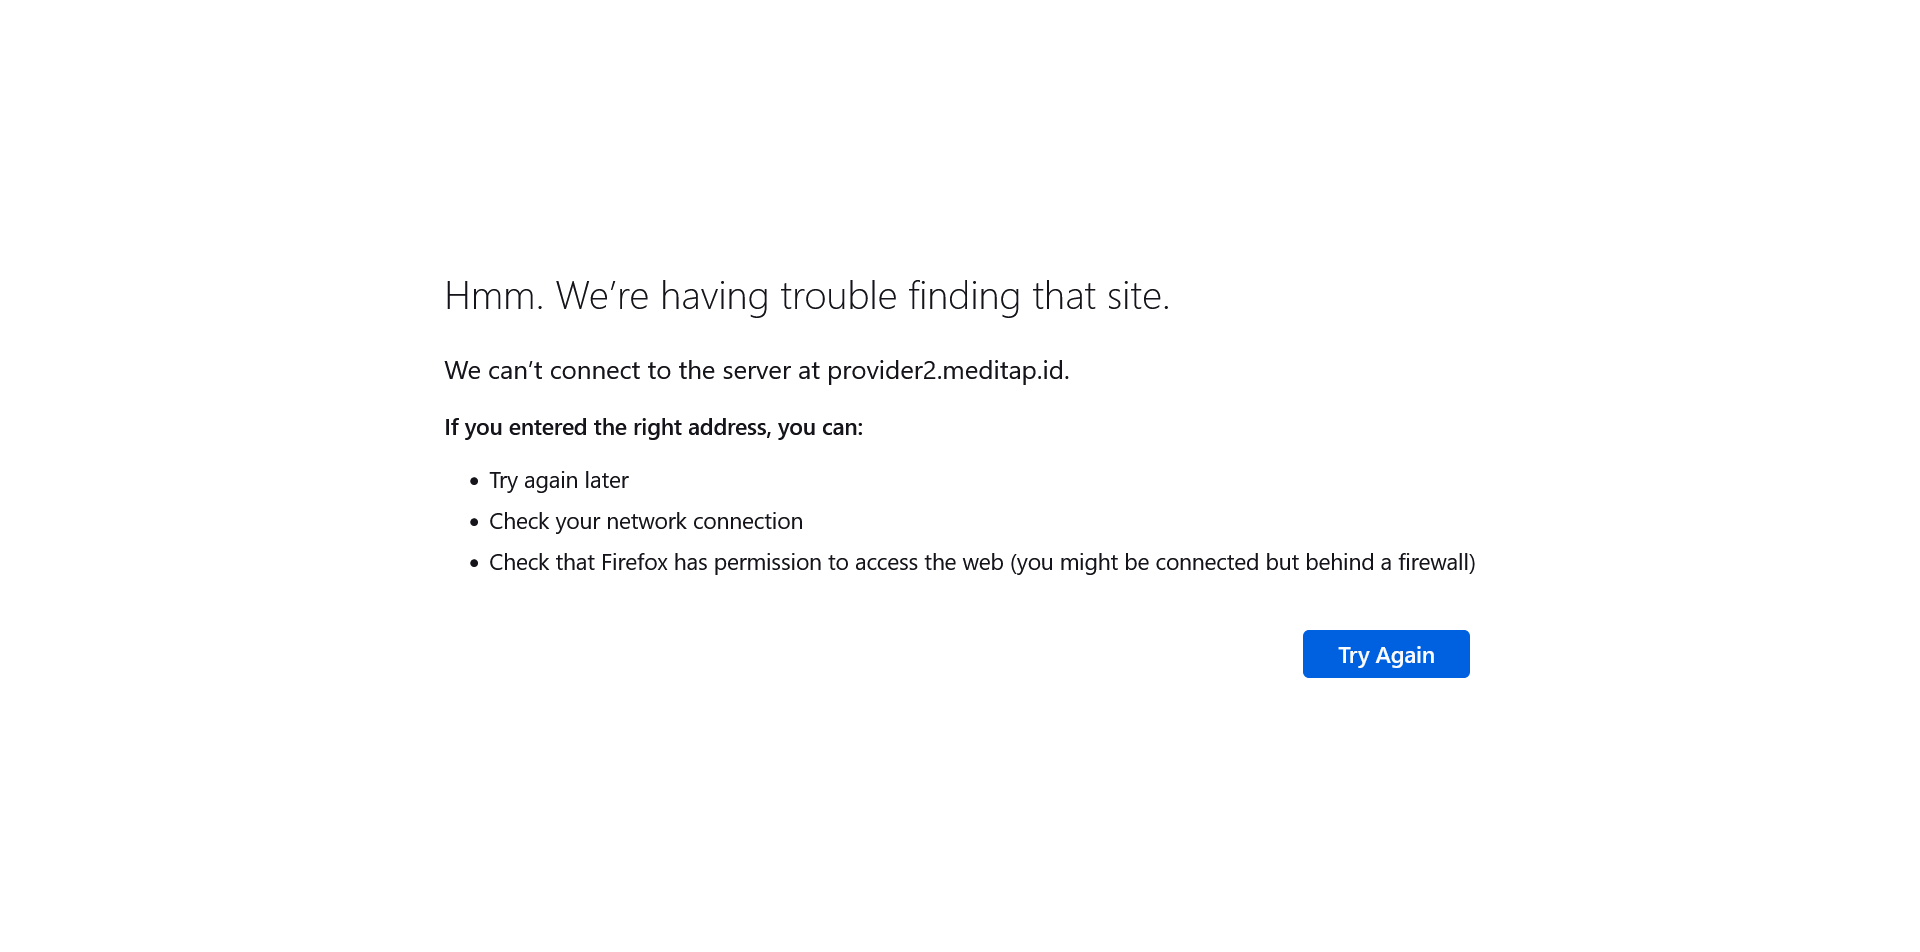 Hmm. We’re having trouble finding that site.
We can’t connect to the server at provider2.meditap.id.
If you entered the right address, you can:
• Try again later
• Check your network connection
• Check that Firefox has permission to access the web (you might be connected but behind a firewall)
Try Again